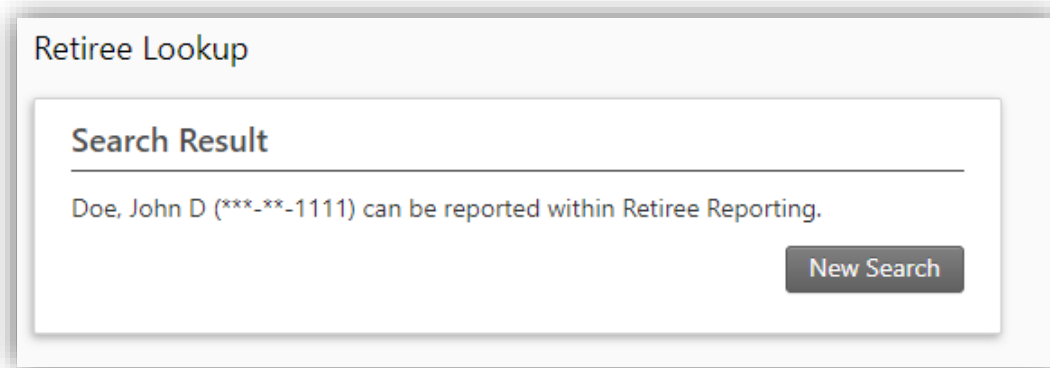 Retiree Lookup
Search Result
Doe, John D (***-**-1111) can be reported within Retiree Reporting.
New Search